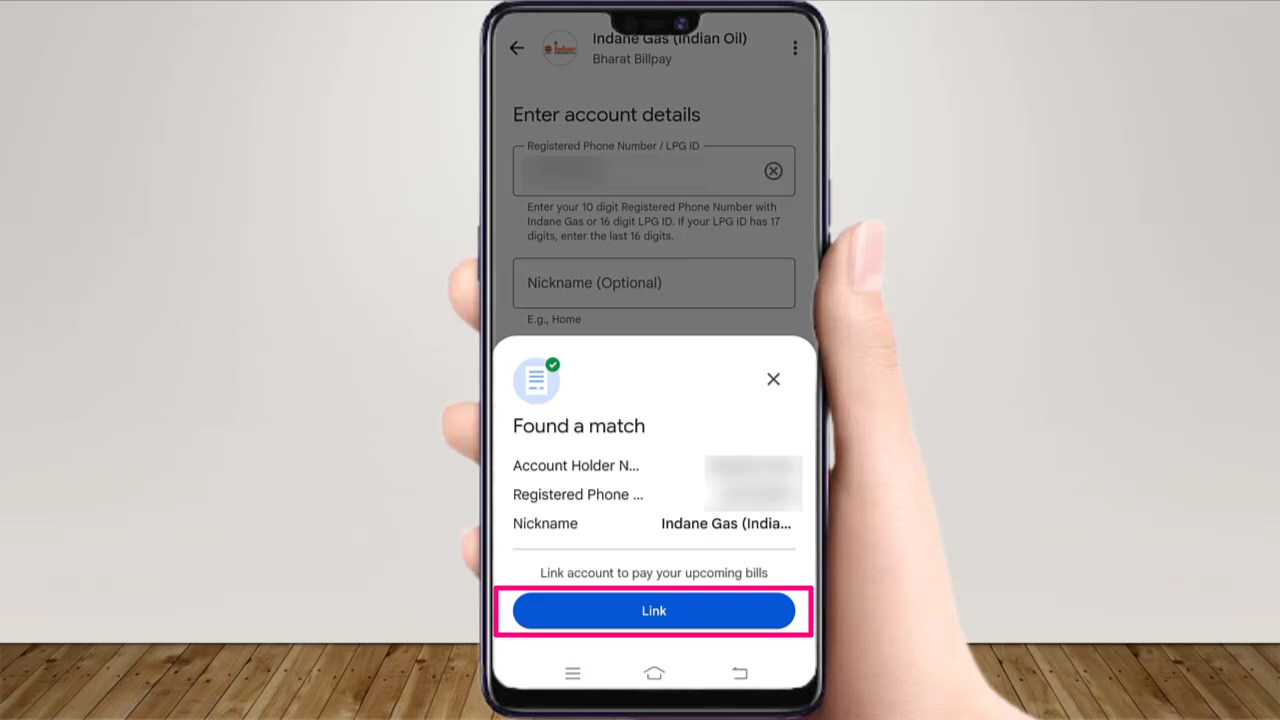 Indane Gas (Indian Oil)
Bharat Billpay
Enter account details
Registered Phone Number / LPG ID
Enter your 10 digit Registered Phone Number with
Indane Gas or 16 digit LPG ID. If your LPG ID has 17
digits, enter the last 16 digits.
Nickname (Optional)
E.g., Home
Found a match
Account Holder N...
Registered Phone ...
Nickname Indane Gas (India...
Link account to pay your upcoming bills
Link